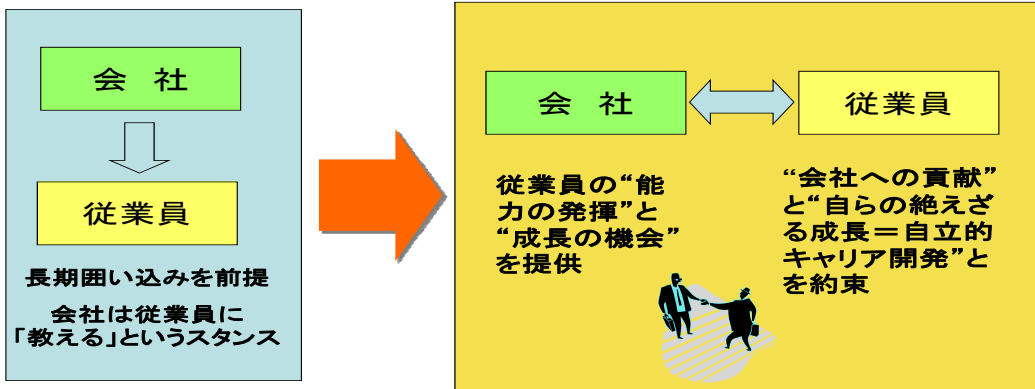 会 社
従業員
長期囲い込みを前提
会社は従業員に
「教える」というスタンス
会 社
従業員
従業員の“能
力の発揮”と
“成長の機会”
を提供
“会社への貢献”
と“自らの絶えざ
る成長＝自立的
キャリア開発”と
を約束